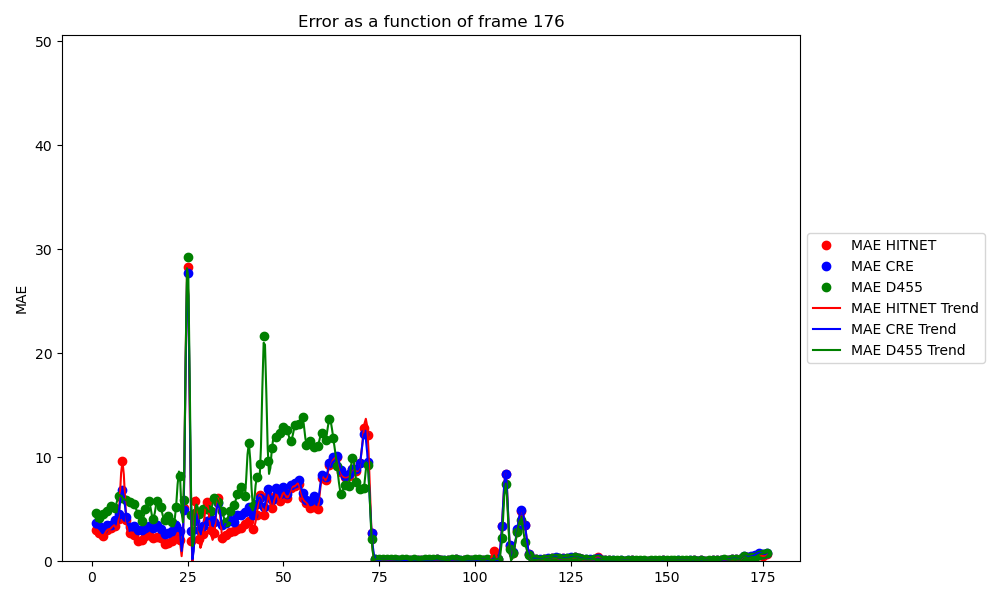 Error as a function of frame 176
50
40
30
20
10
0
MAE
0 25 50 75 100 125 150 175
MAE HITNET
MAE CRE
MAE D455
MAE HITNET Trend
MAE CRE Trend
MAE D455 Trend